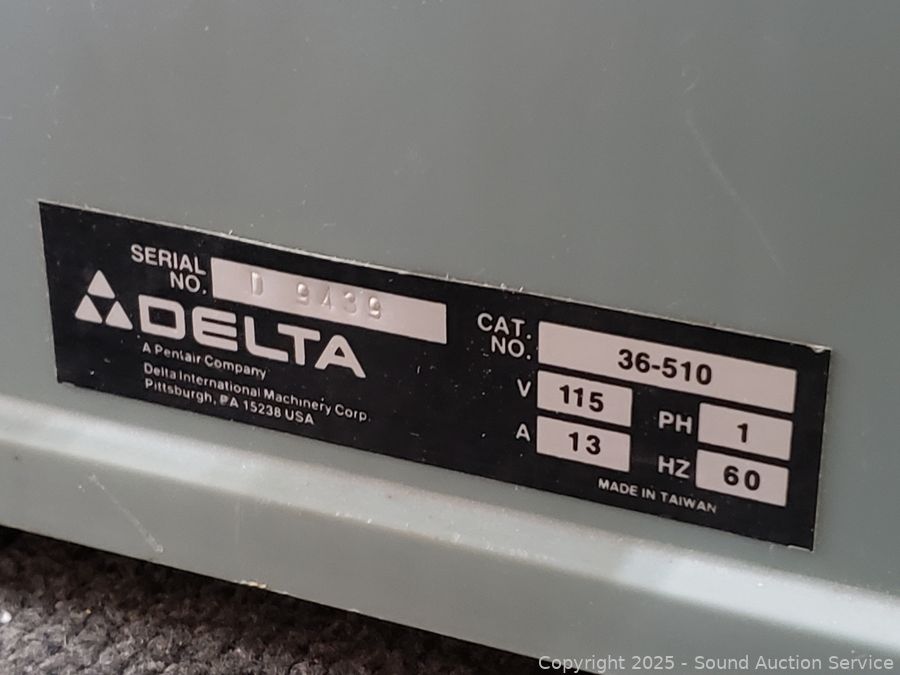 SERIAL
NO. D 9439
DELTA
A Pentair Company
Delta International Machinery Corp.
Pittsburgh, PA 15238 USA
CAT.
NO. 36-510
V 115 PH 1
A 13 HZ 60
MADE IN TAIWAN
Copyright 2025 - Sound Auction Service